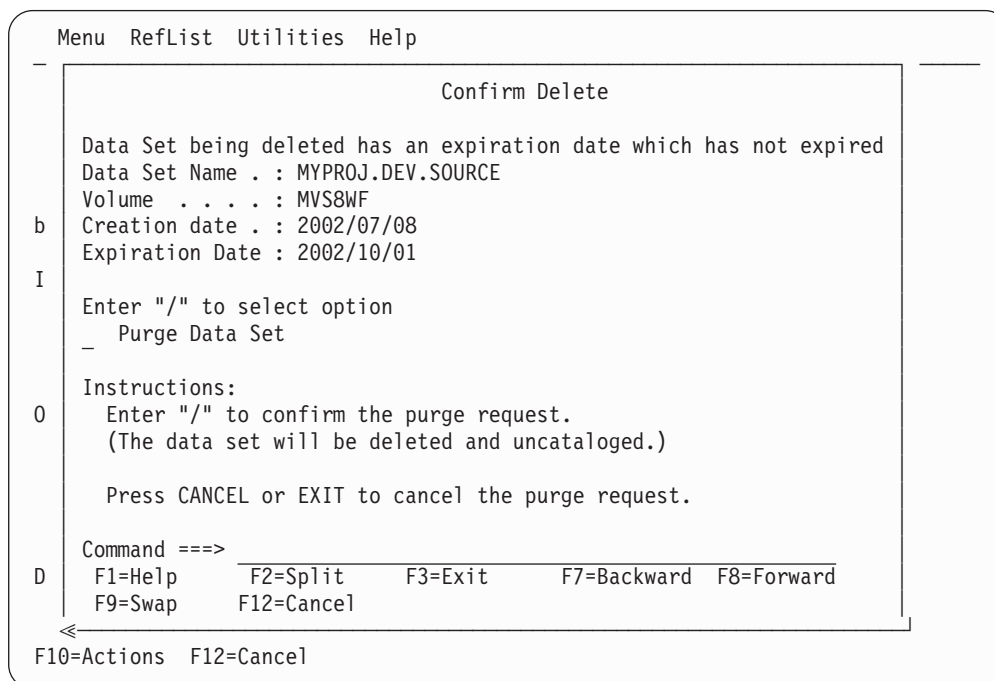 Menu RefList Utilities Help
Confirm Delete
Data Set being deleted has an expiration date which has not expired
Data Set Name . : MYPROJ.DEV.SOURCE
Volume . . . . : MVS8WF
b Creation date . : 2002/07/08
Expiration Date : 2002/10/01
I
Enter "/" to select option
_ Purge Data Set
Instructions:
O Enter "/" to confirm the purge request.
(The data set will be deleted and uncataloged.)
Press CANCEL or EXIT to cancel the purge request.
Command ===>
D F1=Help F2=Split F3=Exit F7=Backward F8=Forward
F9=Swap F12=Cancel
F10=Actions F12=Cancel